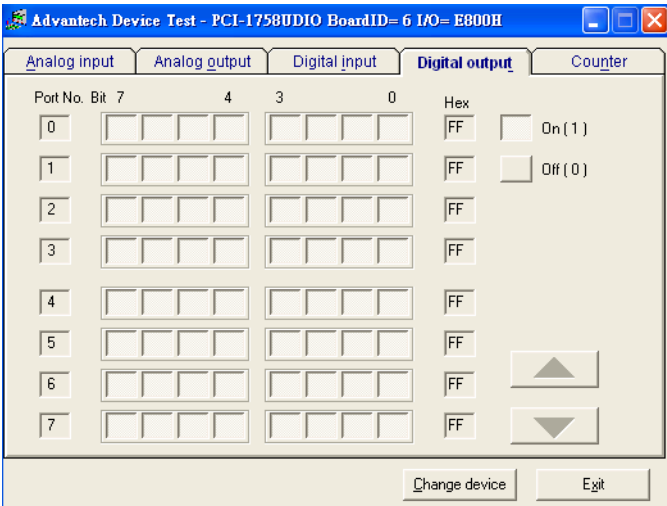 Advantech Device Test - PCI-1758UDIO BoardID= 6 I/O= E800H
Analog input Analog output Digital input Digital output Counter
Port No. Bit 7 4 3 0 Hex
0 FF On ( 1 )
1 FF Off ( 0 )
2 FF
3 FF
4 FF
5 FF
6 FF
7 FF
Change device Exit